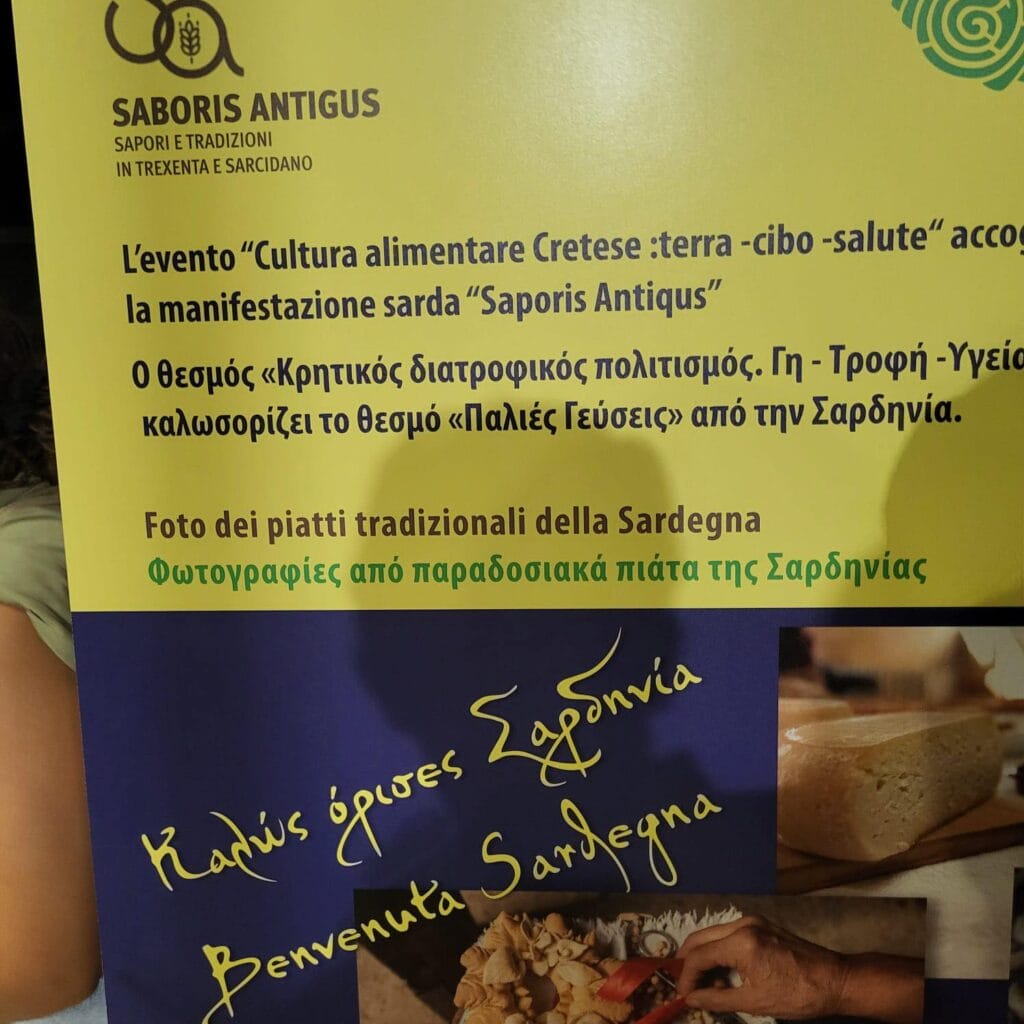 SABORIS ANTIGUS
SAPORI E TRADIZIONI
IN TREXENTA E SARCIDANO
L'evento “Cultura alimentare Cretese :terra -cibo -salute“ accog
la manifestazione sarda “Saporis Antiqus”
Ο θεσμός «Κρητικός διατροφικός πολιτισμός. Γη - Τροφή -Υγεία
καλωσορίζει το θεσμό «Παλιές Γεύσεις» από την Σαρδηνία.
Foto dei piatti tradizionali della Sardegna
Φωτογραφίες από παραδοσιακά πιάτα της Σαρδηνίας
Καλώς όρισες Σαρδηνία
Benvenuta Sardegna